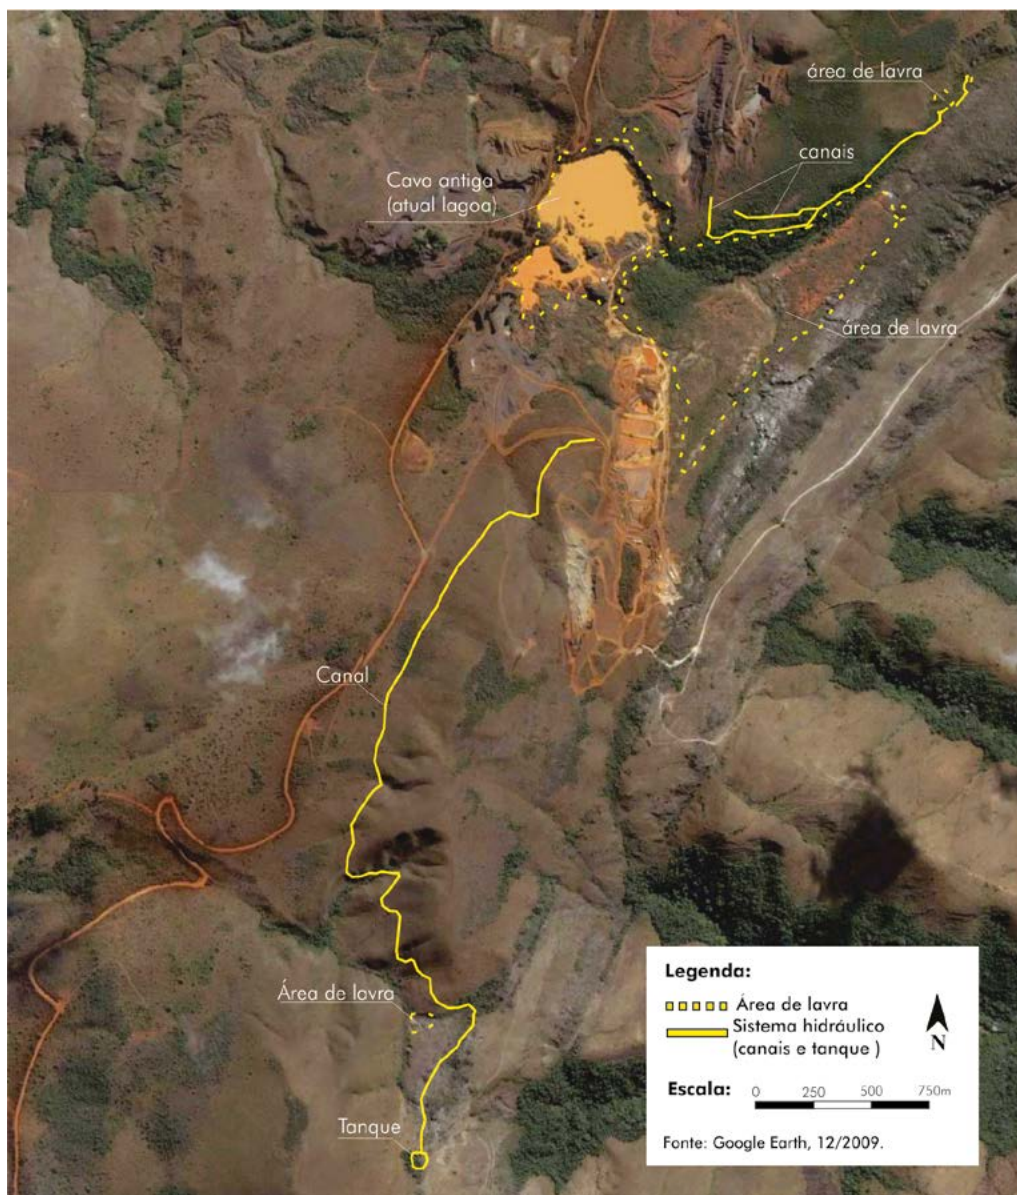 área de lavra
canais
Cava antiga
(atual lagoa)
área de lavra
Canal
Área de lavra
Tanque
Legenda:
Área de lavra
Sistema hidráulico
(canais e tanque )
N
Escala: 0 250 500 750m
Fonte: Google Earth, 12/2009.